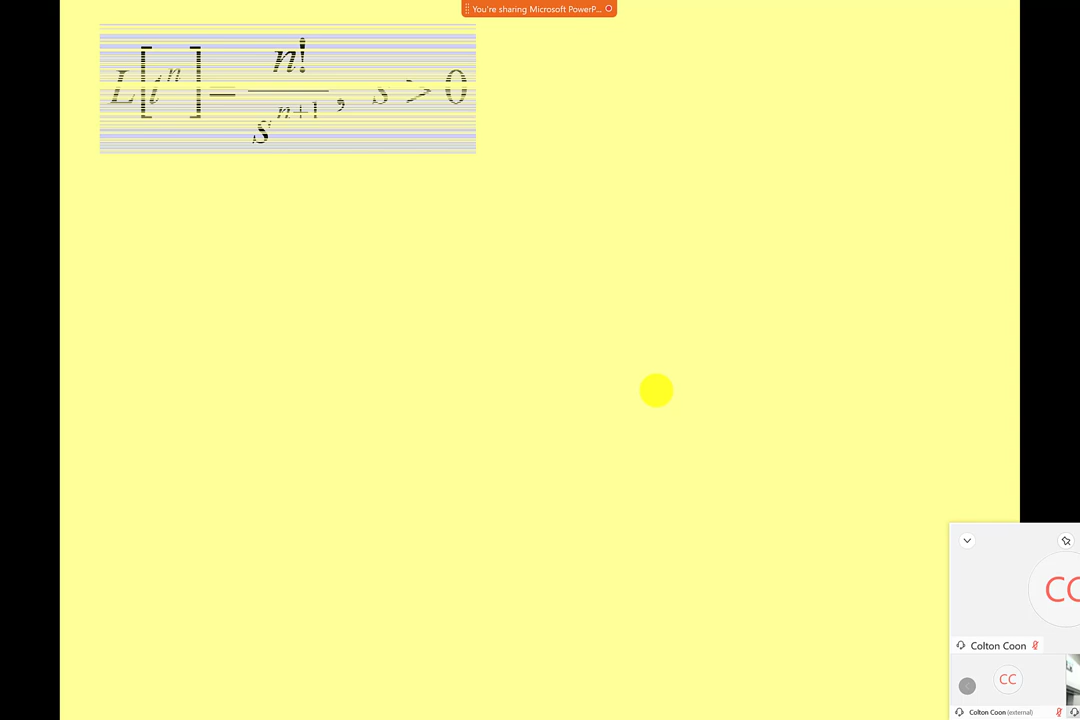 You're sharing Microsoft PowerP...
L[tⁿ] = n!/sⁿ⁺¹, s > 0
CC
Colton Coon
CC
Colton Coon (external)